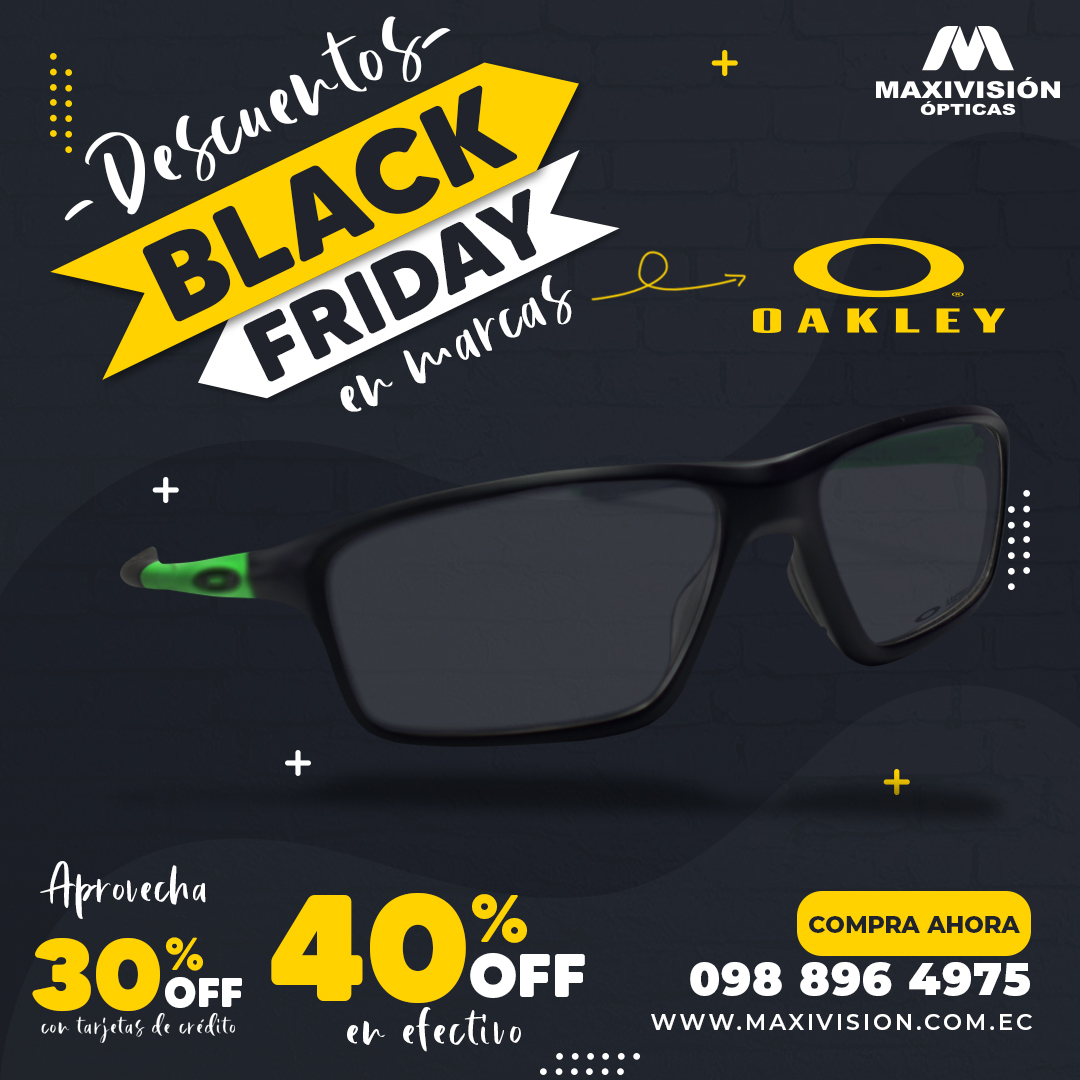 Descuentos
BLACK
FRIDAY
en marcas
MAXIVISIÓN
ÓPTICAS
OAKLEY
®
Aprovecha
30% OFF
con tarjetas de crédito
40% OFF
en efectivo
COMPRA AHORA
098 896 4975
WWW.MAXIVISION.COM.EC